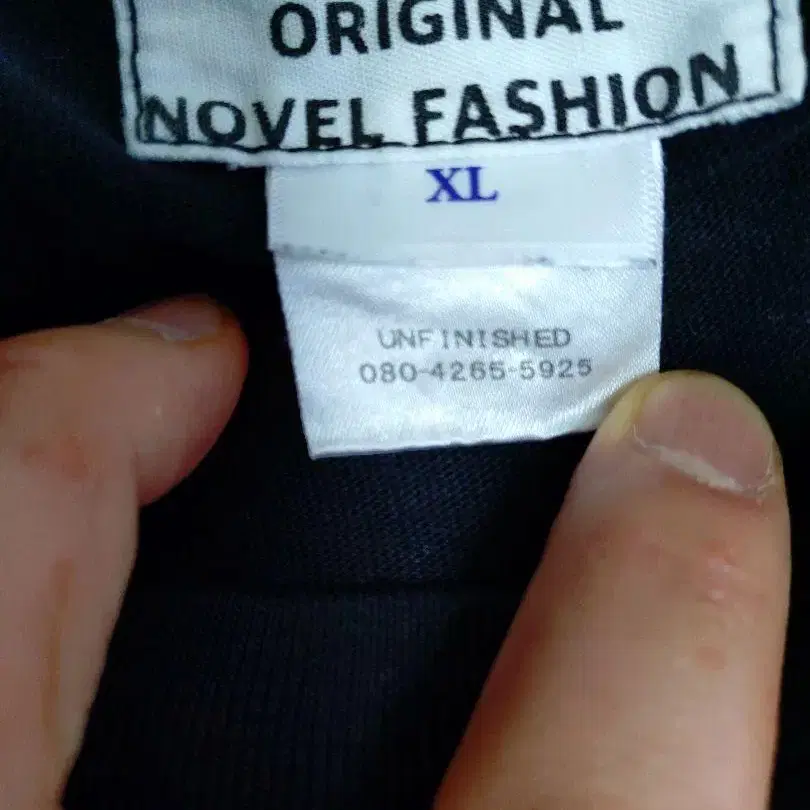 ORIGINAL
NOVEL FASHION
XL
UNFINISHED
080-4265-5925